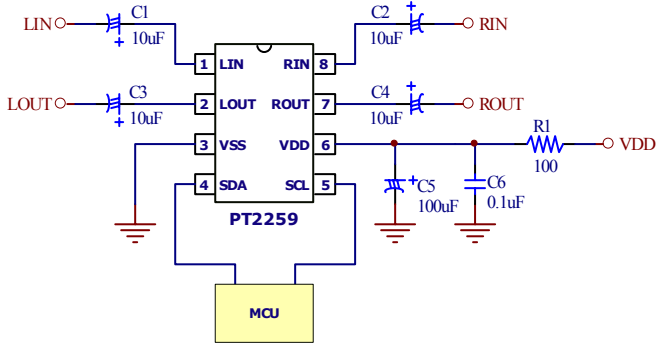 C1
C2
LIN
RIN
+
+
10uF
10uF
1
LIN
RIN
8
C3
C4
LOUT
2
LOUT
ROUT
7
ROUT
+
+
10uF
10uF
R1
3
VSS
VDD
6
VDD
100
4
SDA
SCL
5
+
C5
C6
100uF
0.1uF
PT2259
MCU